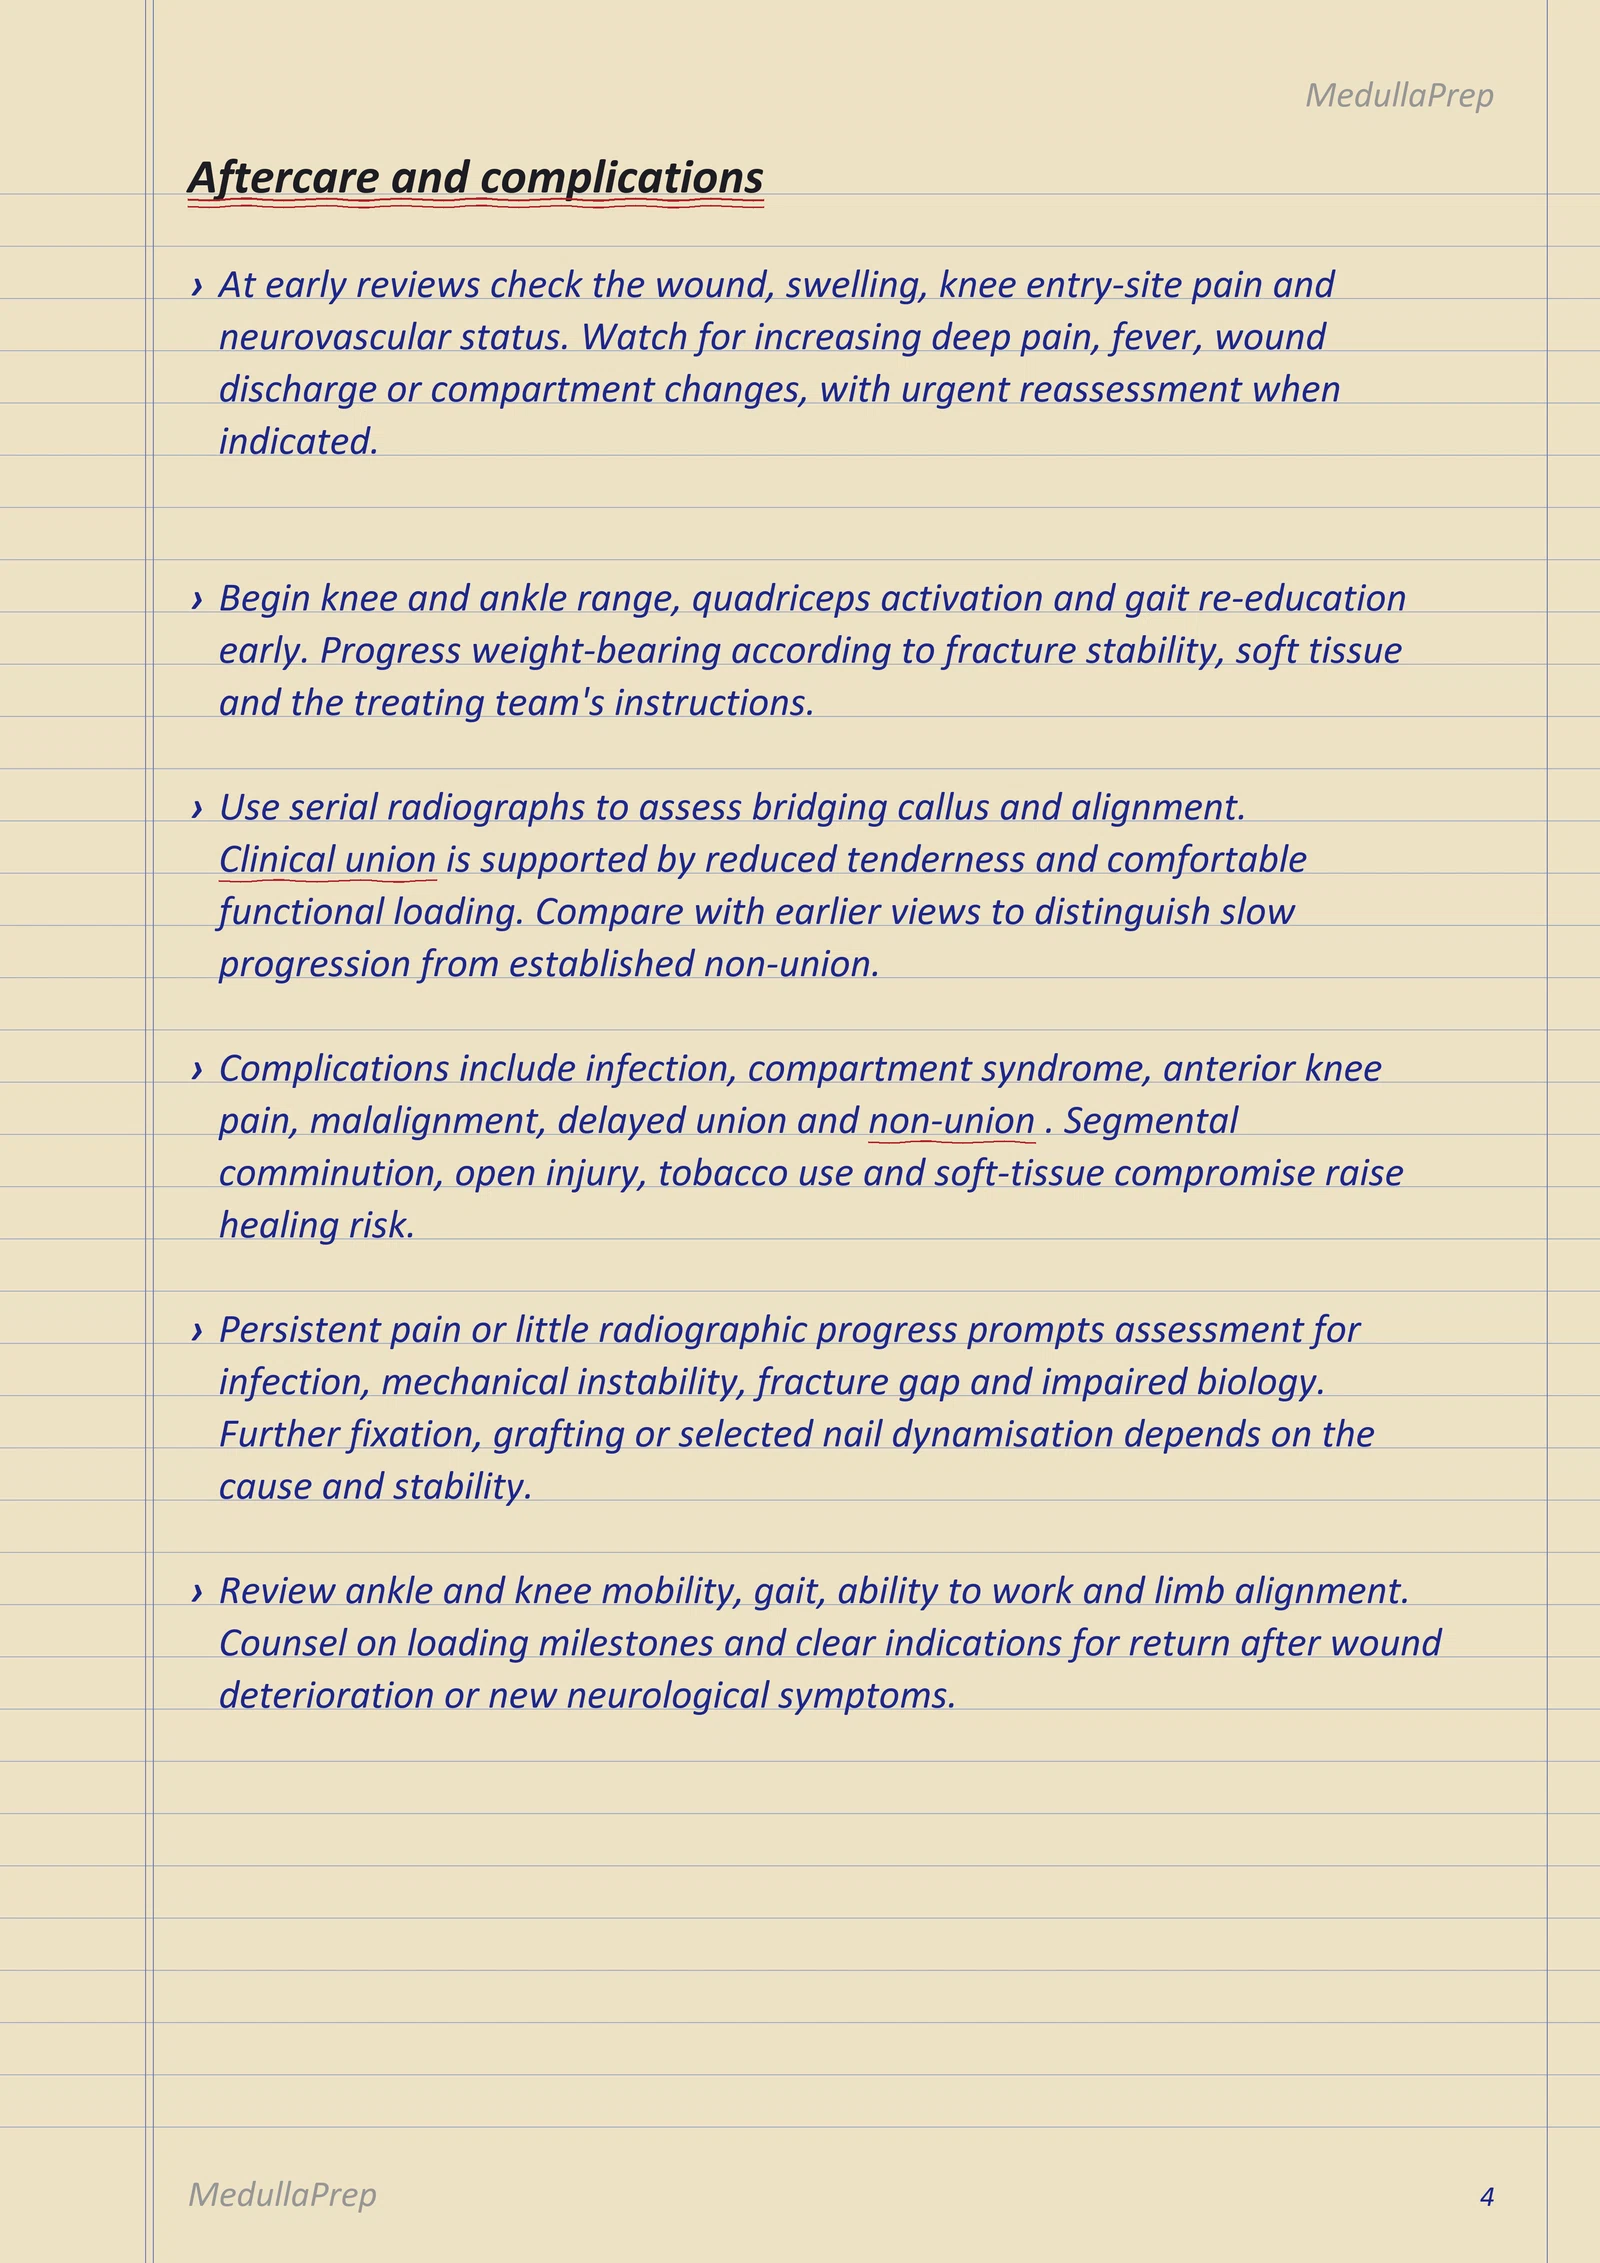 MedullaPrep
Aftercare and complications
› At early reviews check the wound, swelling, knee entry-site pain and
neurovascular status. Watch for increasing deep pain, fever, wound
discharge or compartment changes, with urgent reassessment when
indicated.
› Begin knee and ankle range, quadriceps activation and gait re-education
early. Progress weight-bearing according to fracture stability, soft tissue
and the treating team's instructions.
› Use serial radiographs to assess bridging callus and alignment.
Clinical union is supported by reduced tenderness and comfortable
functional loading. Compare with earlier views to distinguish slow
progression from established non-union.
› Complications include infection, compartment syndrome, anterior knee
pain, malalignment, delayed union and non-union . Segmental
comminution, open injury, tobacco use and soft-tissue compromise raise
healing risk.
› Persistent pain or little radiographic progress prompts assessment for
infection, mechanical instability, fracture gap and impaired biology.
Further fixation, grafting or selected nail dynamisation depends on the
cause and stability.
› Review ankle and knee mobility, gait, ability to work and limb alignment.
Counsel on loading milestones and clear indications for return after wound
deterioration or new neurological symptoms.
MedullaPrep
4